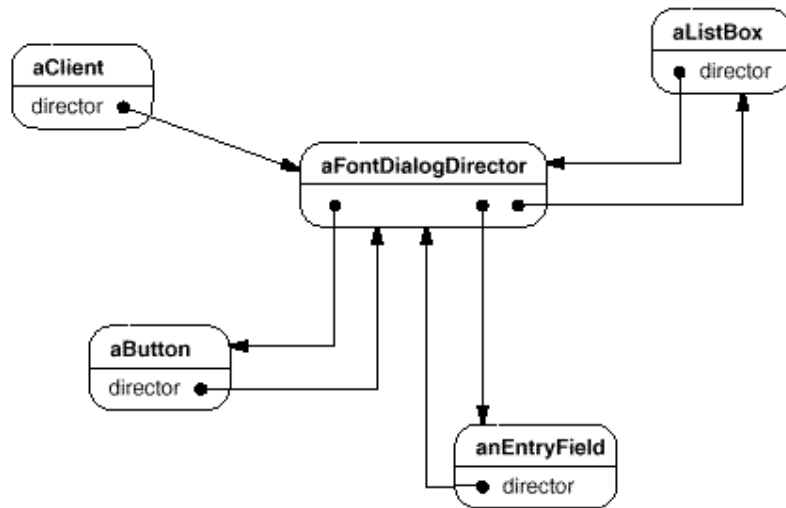 aListBox
director
aClient
director
aFontDialogDirector
aButton
director
anEntryField
director